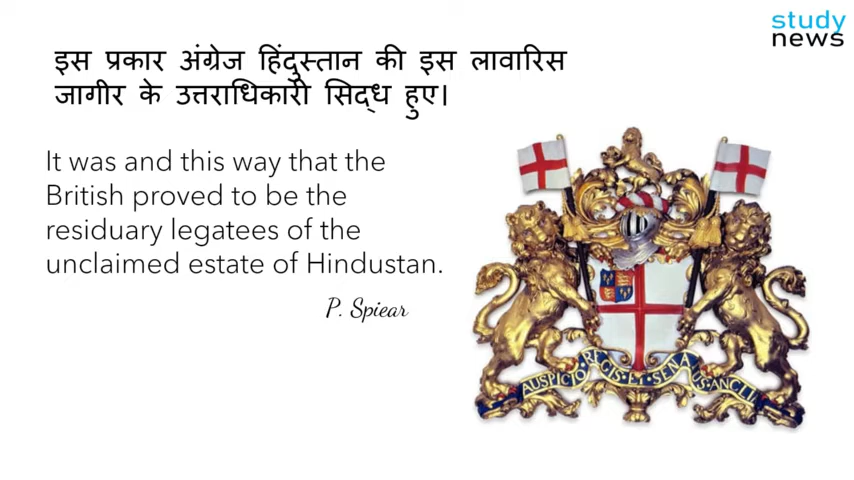 study
news
इस प्रकार अंग्रेज हिंदुस्तान की इस लावारिस
जागीर के उत्तराधिकारी सिद्ध हुए।
It was and this way that the
British proved to be the
residuary legatees of the
unclaimed estate of Hindustan.
P. Spiear
AUSPICIO·REGIS·ET·SENATUS·ANGLI